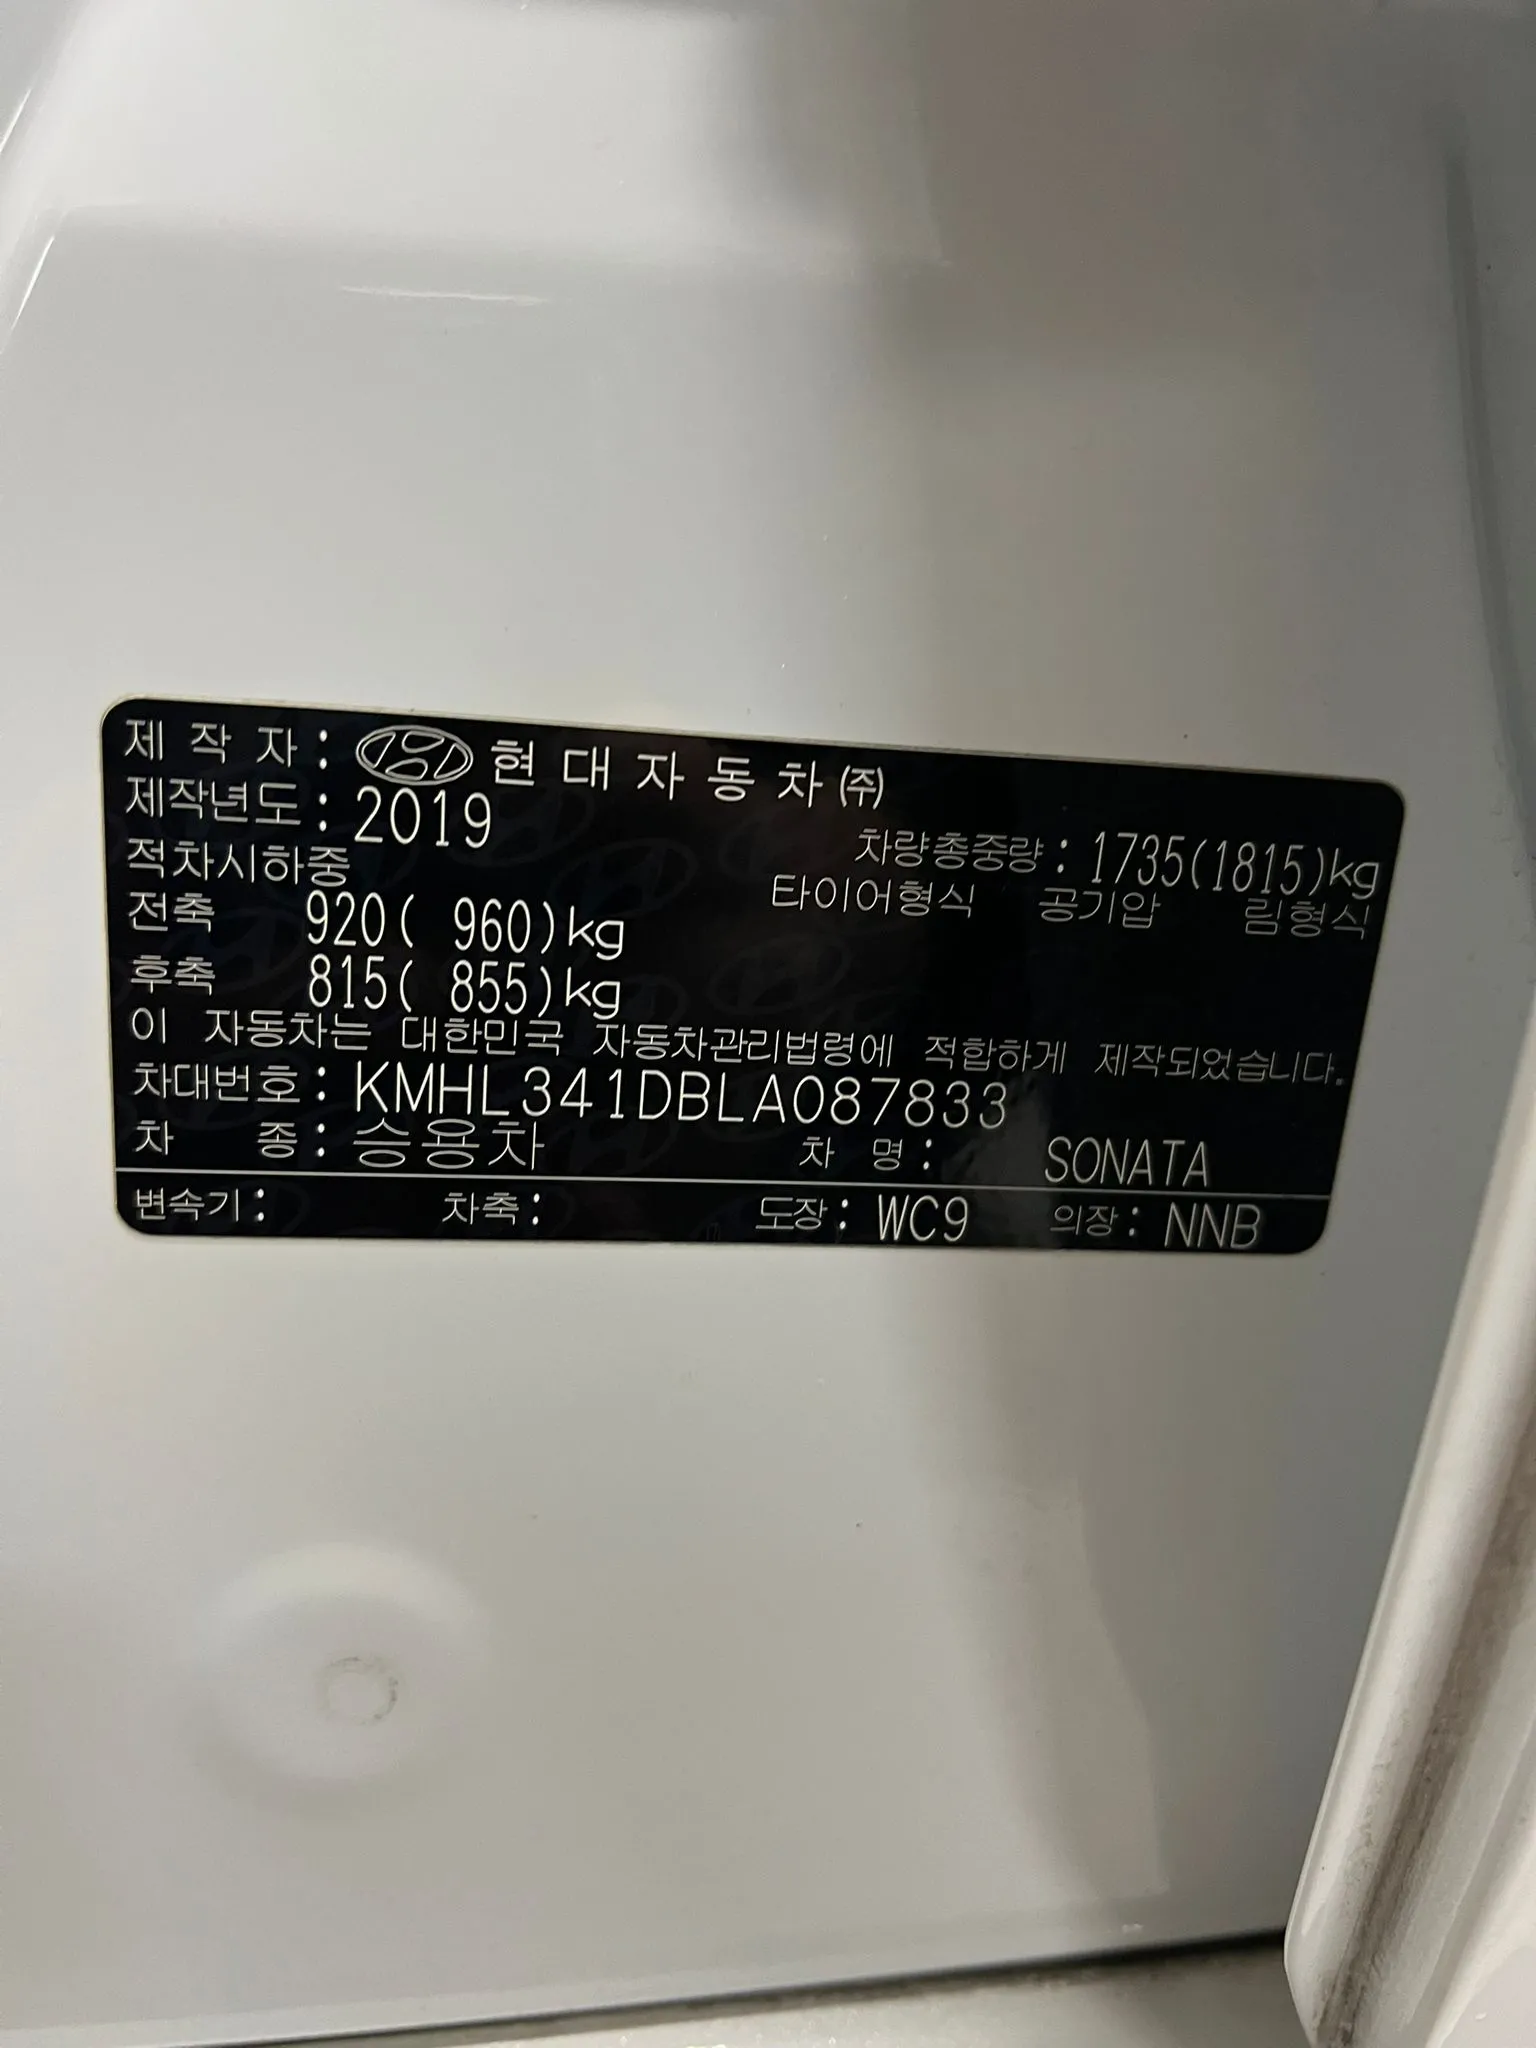 제 작 자 : 현 대 자 동 차 ㈜
제작년도 : 2019
차량총중량 : 1735(1815)kg
적차시하중
타이어형식 공기압 림형식
전축 920( 960)kg
후축 815( 855)kg
이 자동차는 대한민국 자동차관리법령에 적합하게 제작되었습니다.
차대번호 : KMHL341DBLA087833
차 종 : 승용차 차 명 : SONATA
변속기 : 차축 : 도장 : WC9 의장 : NNB